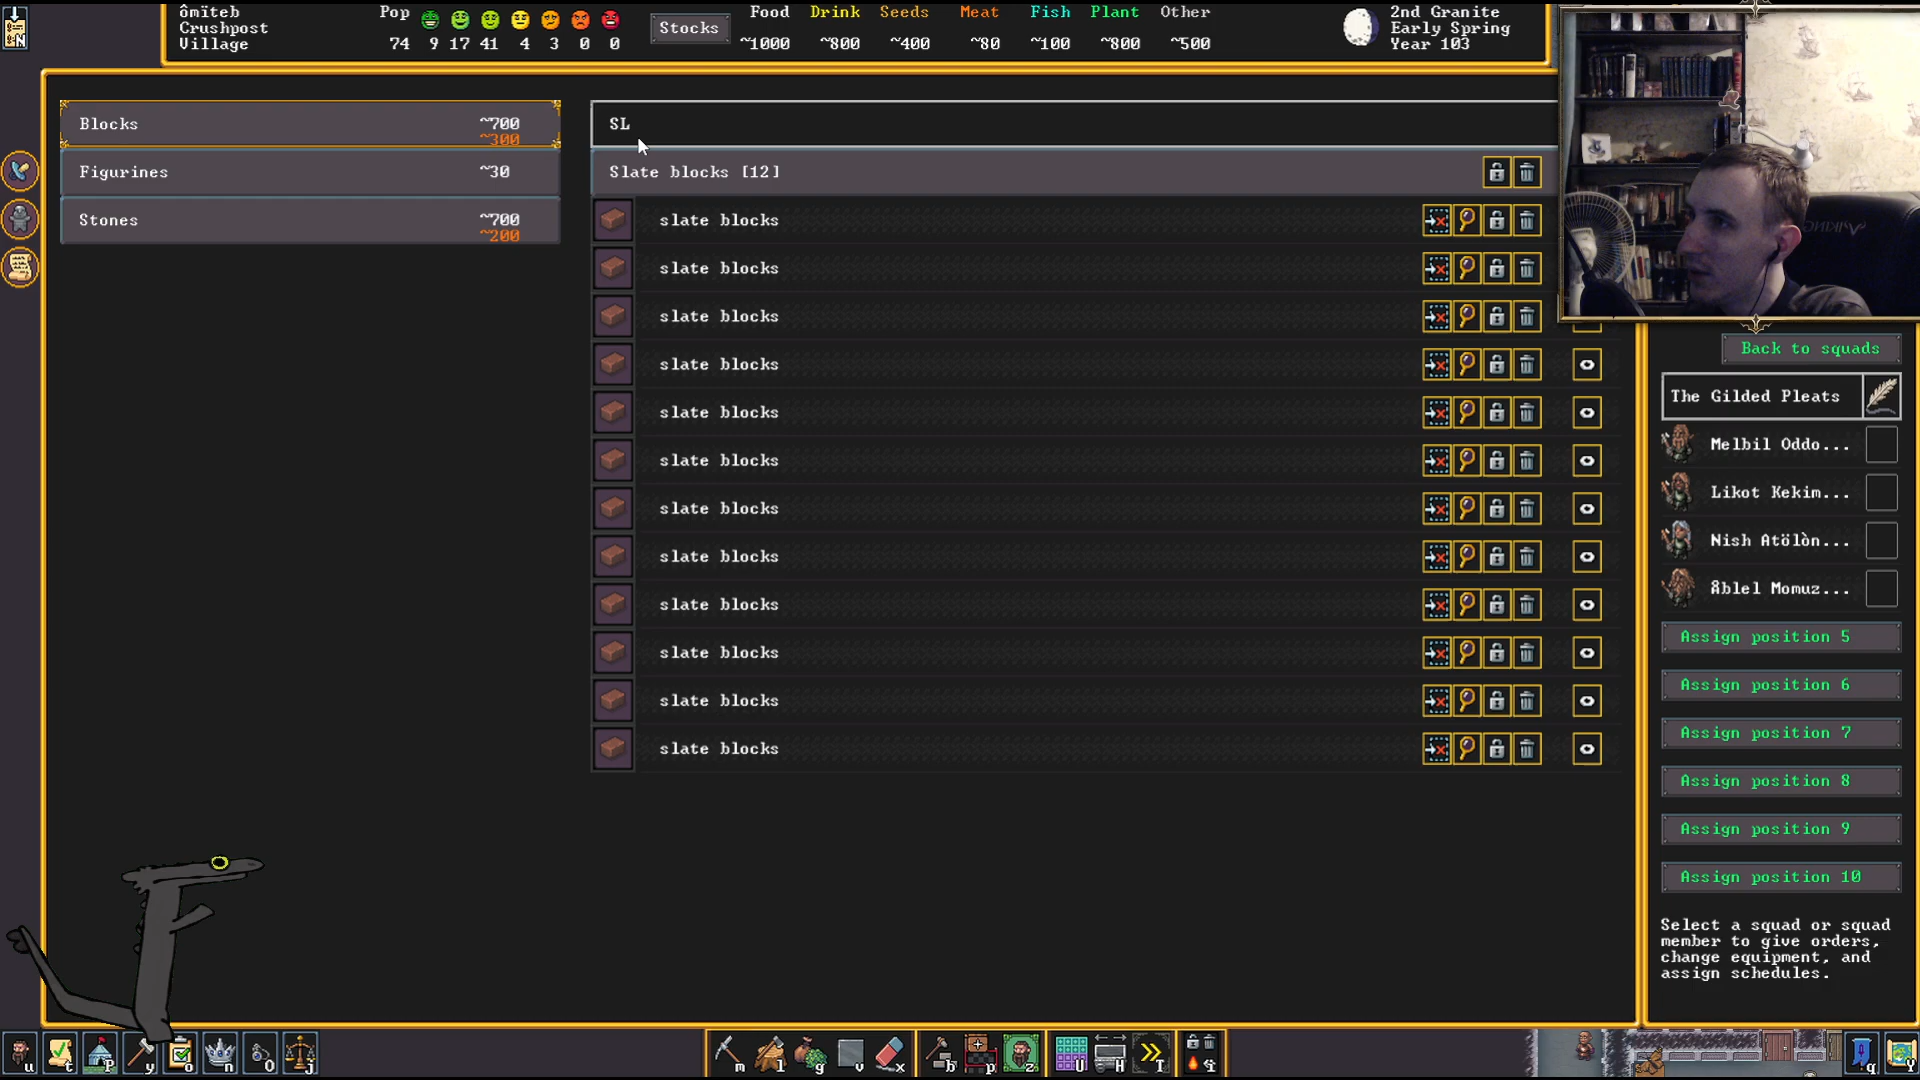 ômïteb
Crushpost
Village
Pop
74 9 17 41 4 3 0 0
Stocks
Food Drink Seeds Meat Fish Plant Other
~1000 ~800 ~400 ~80 ~100 ~800 ~500
2nd Granite
Early Spring
Year 103
Blocks ~700
~300
Figurines ~30
Stones ~700
~200
SL
Slate blocks [12]
slate blocks
slate blocks
slate blocks
slate blocks
slate blocks
slate blocks
slate blocks
slate blocks
slate blocks
slate blocks
slate blocks
slate blocks
Back to squads
The Gilded Pleats
Melbil Oddo...
Likot Kekim...
Nish Atölòn...
Åblel Momuz...
Assign position 5
Assign position 6
Assign position 7
Assign position 8
Assign position 9
Assign position 10
Select a squad or squad
member to give orders,
change equipment, and
assign schedules.
u t P y o n O j m l g v x b p z U H T i q Y